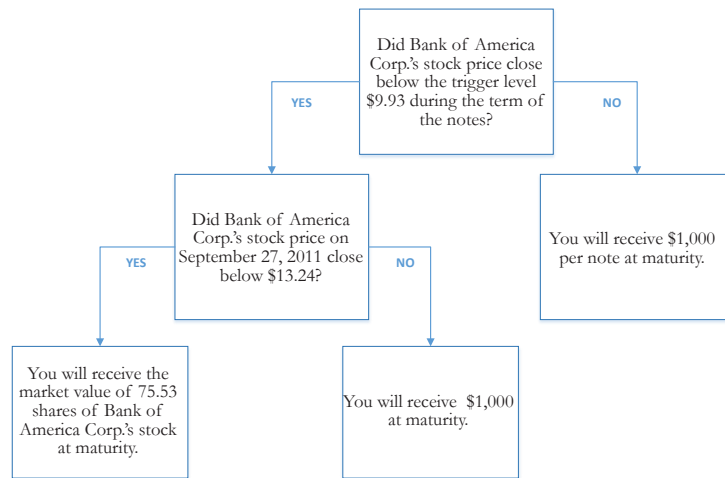 Did Bank of America
Corp.'s stock price close
below the trigger level
$9.93 during the term of
the notes?
YES
NO
Did Bank of America
Corp.'s stock price on
September 27, 2011 close
below $13.24?
You will receive $1,000
per note at maturity.
YES
NO
You will receive the
market value of 75.53
shares of Bank of
America Corp.'s stock
at maturity.
You will receive $1,000
at maturity.